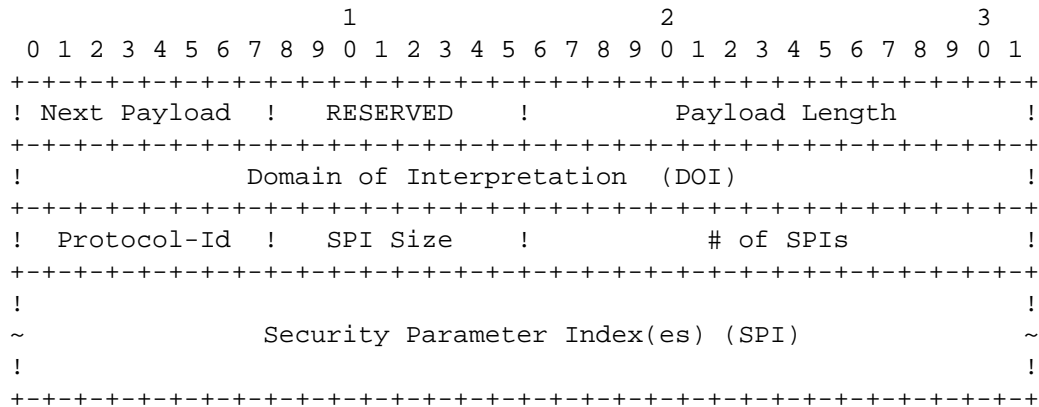 1                   2                   3
 0 1 2 3 4 5 6 7 8 9 0 1 2 3 4 5 6 7 8 9 0 1 2 3 4 5 6 7 8 9 0 1
+-+-+-+-+-+-+-+-+-+-+-+-+-+-+-+-+-+-+-+-+-+-+-+-+-+-+-+-+-+-+-+-+
! Next Payload  !   RESERVED    !         Payload Length        !
+-+-+-+-+-+-+-+-+-+-+-+-+-+-+-+-+-+-+-+-+-+-+-+-+-+-+-+-+-+-+-+-+
!              Domain of Interpretation  (DOI)                  !
+-+-+-+-+-+-+-+-+-+-+-+-+-+-+-+-+-+-+-+-+-+-+-+-+-+-+-+-+-+-+-+-+
!  Protocol-Id  !   SPI Size    !           # of SPIs           !
+-+-+-+-+-+-+-+-+-+-+-+-+-+-+-+-+-+-+-+-+-+-+-+-+-+-+-+-+-+-+-+-+
!                                                               !
~               Security Parameter Index(es) (SPI)              ~
!                                                               !
+-+-+-+-+-+-+-+-+-+-+-+-+-+-+-+-+-+-+-+-+-+-+-+-+-+-+-+-+-+-+-+-+